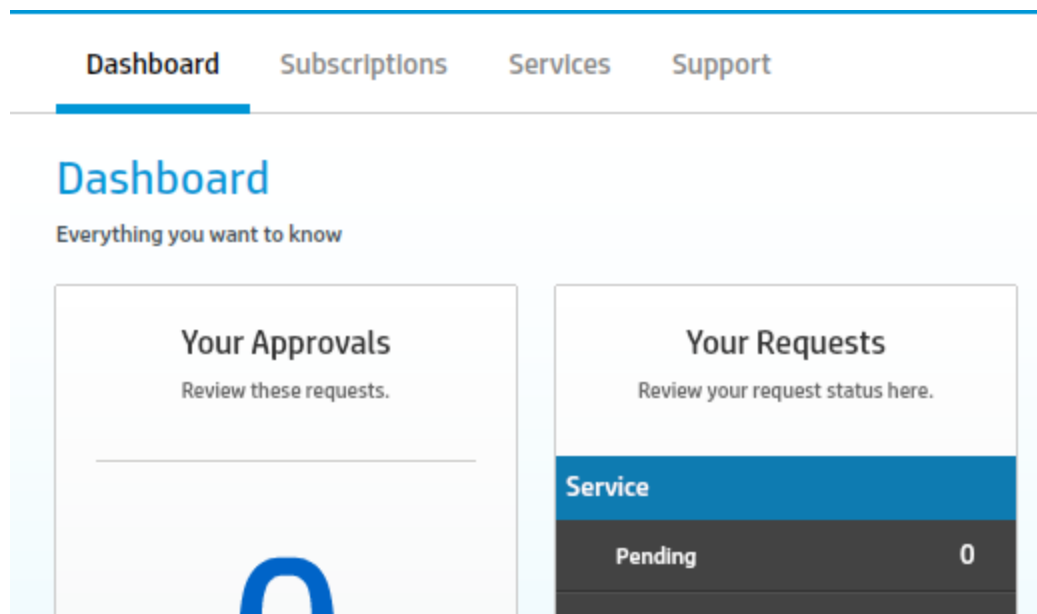 Dashboard Subscriptions Services Support
Dashboard
Everything you want to know
Your Approvals
Review these requests.
0
Your Requests
Review your request status here.
Service
Pending 0